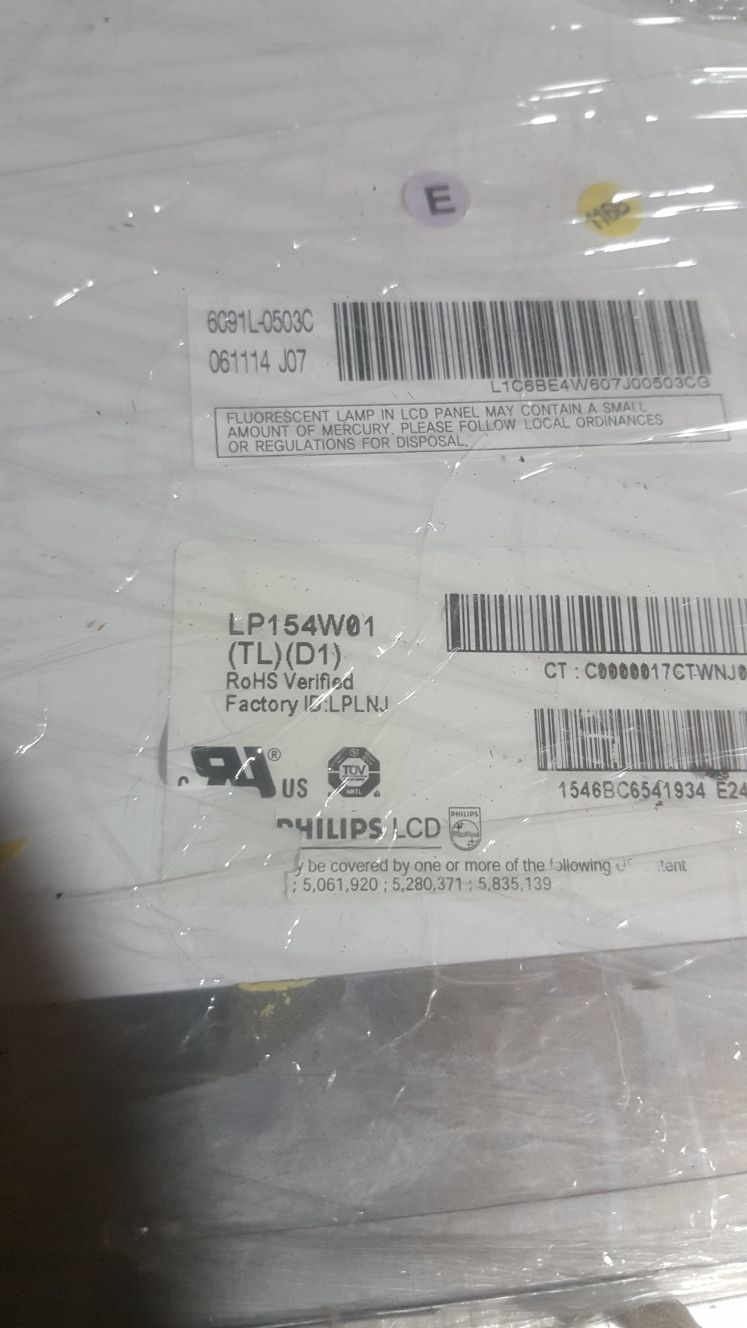 E
6091L-0503C
061114 J07
L1C6BE4W607J00503CG
FLUORESCENT LAMP IN LCD PANEL MAY CONTAIN A SMALL
AMOUNT OF MERCURY. PLEASE FOLLOW LOCAL ORDINANCES
OR REGULATIONS FOR DISPOSAL.
LP154W01
(TL)(D1)
RoHS Verified
Factory ID:LPLNJ
CT : C0000017CTWNJ0
1546BC6541934 E24
® US
TUV
PHILIPS LCD
PHILIPS
y be covered by one or more of the following
; 5,061,920 ; 5,280,371 ; 5,835,139